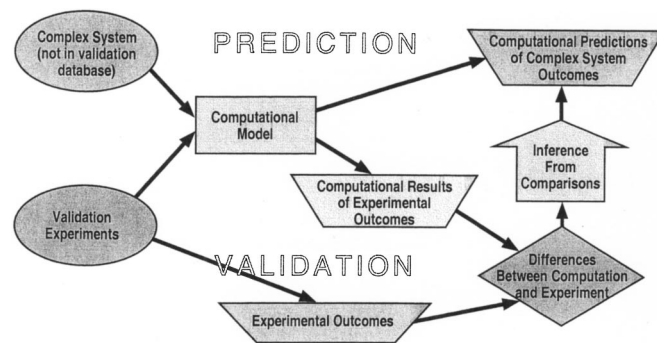 Complex System
(not in validation
database)
PREDICTION
Computational Predictions
of Complex System
Outcomes
Computational
Model
Inference
From
Comparisons
Computational Results
of Experimental
Outcomes
Validation
Experiments
VALIDATION
Differences
Between Computation
and Experiment
Experimental Outcomes